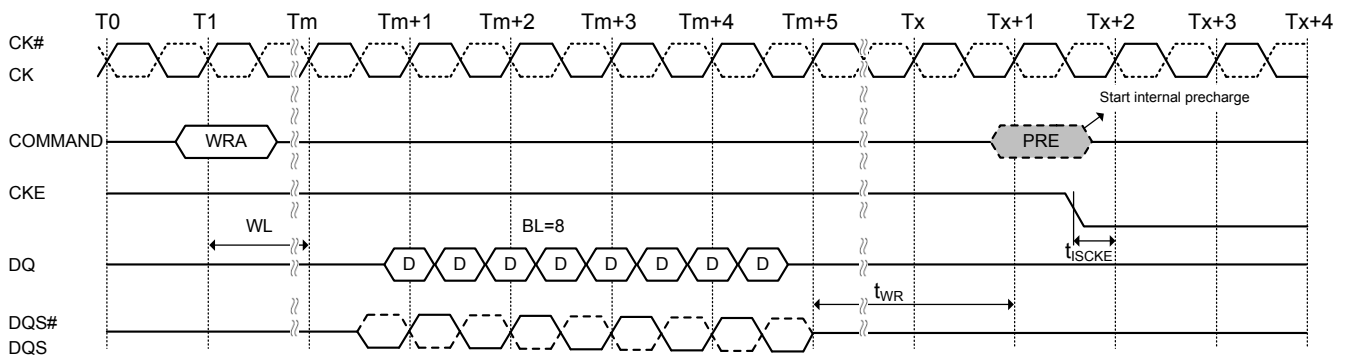 T0 T1 Tm Tm+1 Tm+2 Tm+3 Tm+4 Tm+5 Tx Tx+1 Tx+2 Tx+3 Tx+4
CK#
CK
Start internal precharge
COMMAND WRA PRE
CKE
WL BL=8
tISCKE
DQ D D D D D D D D
tWR
DQS#
DQS